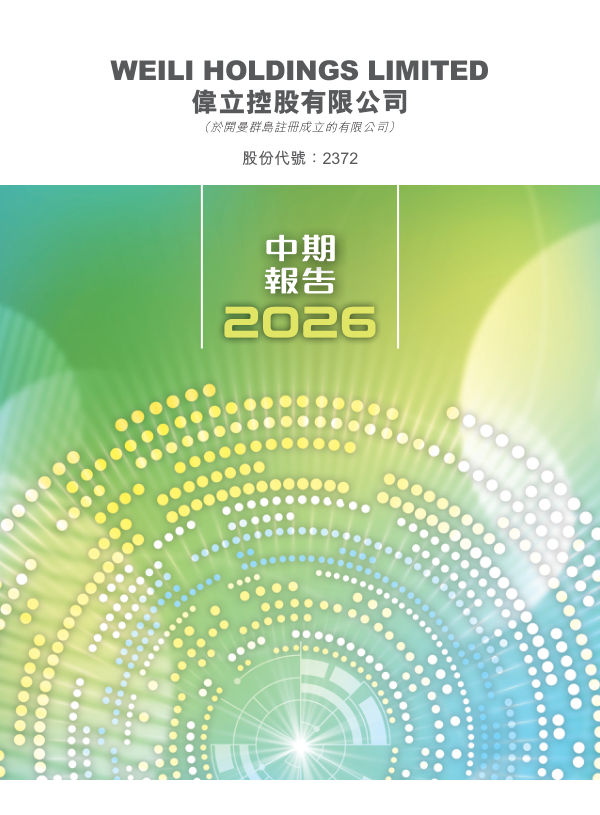 WEILI HOLDINGS LIMITED
偉立控股有限公司
（於開曼群島註冊成立的有限公司）
股份代號：2372
中期
報告
2026